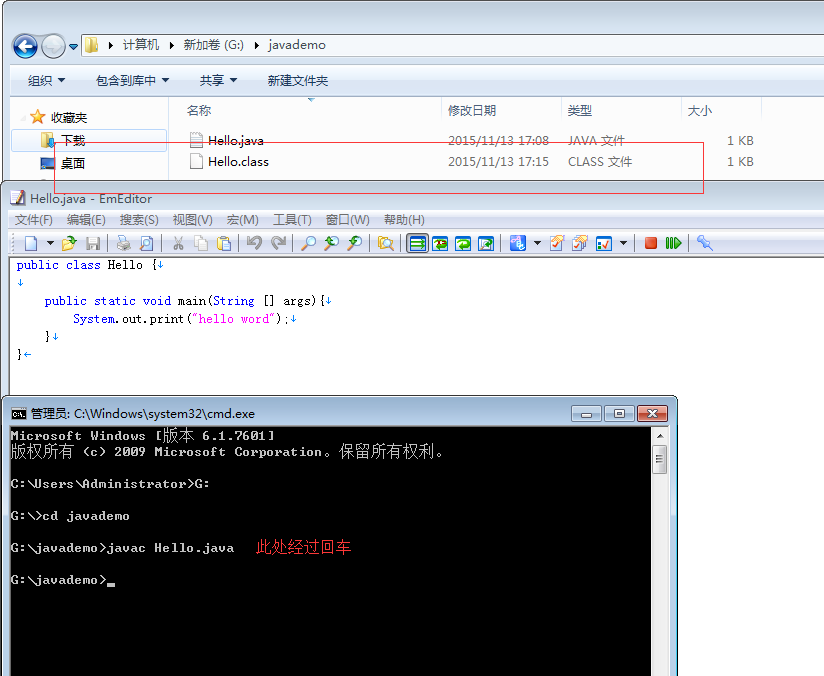 计算机 ▸ 新加卷 (G:) ▸ javademo
组织 包含到库中 共享 新建文件夹
收藏夹
下载
桌面
名称 修改日期 类型 大小
Hello.java 2015/11/13 17:08 JAVA 文件 1 KB
Hello.class 2015/11/13 17:15 CLASS 文件 1 KB
Hello.java - EmEditor
文件(F) 编辑(E) 搜索(S) 视图(V) 宏(M) 工具(T) 窗口(W) 帮助(H)
public class Hello {↓
↓
public static void main(String [] args){↓
System.out.print("hello word");↓
}↓
}←
管理员: C:\Windows\system32\cmd.exe
Microsoft Windows [版本 6.1.7601]
版权所有 (c) 2009 Microsoft Corporation。保留所有权利。
C:\Users\Administrator>G:
G:\>cd javademo
G:\javademo>javac Hello.java 此处经过回车
G:\javademo>_